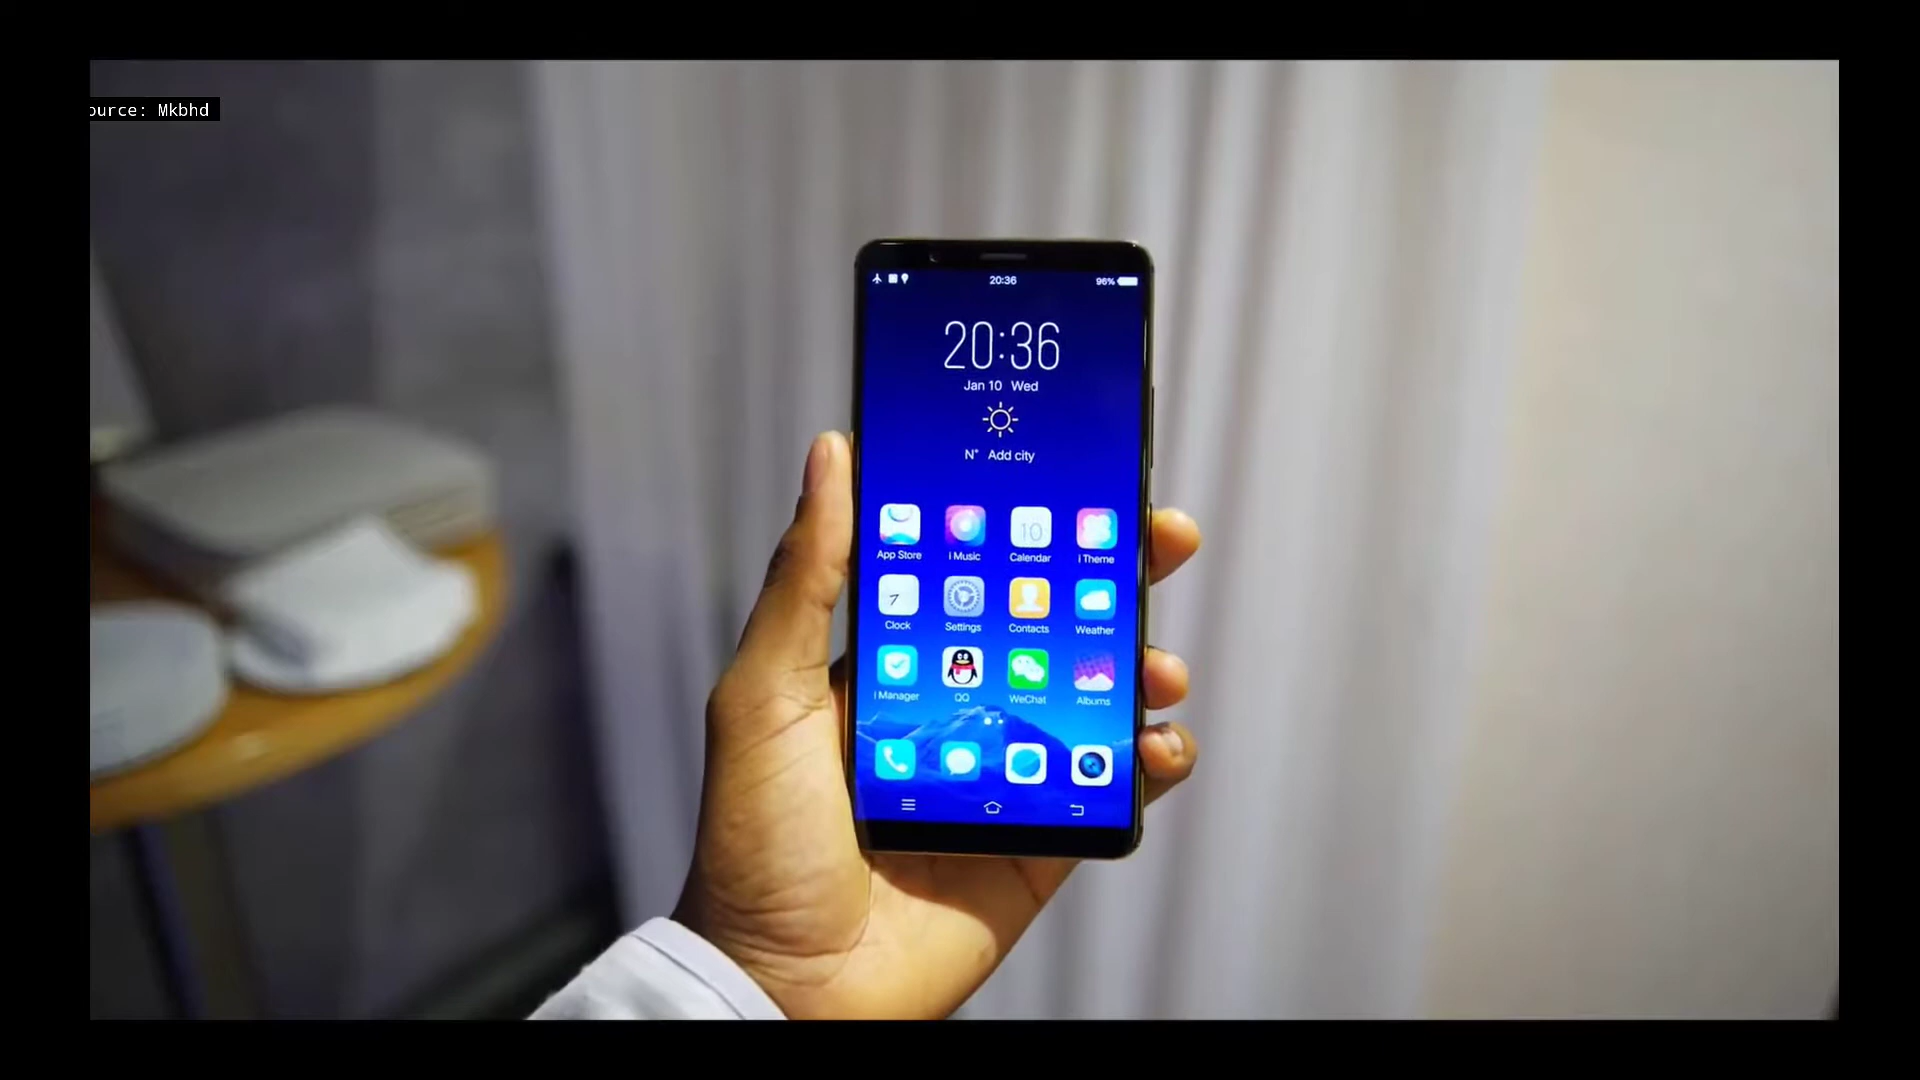 ource: Mkbhd
20:36
96%
20:36
Jan 10 Wed
N° Add city
App Store
i Music
10
Calendar
i Theme
Clock
Settings
Contacts
Weather
i Manager
QQ
WeChat
Albums